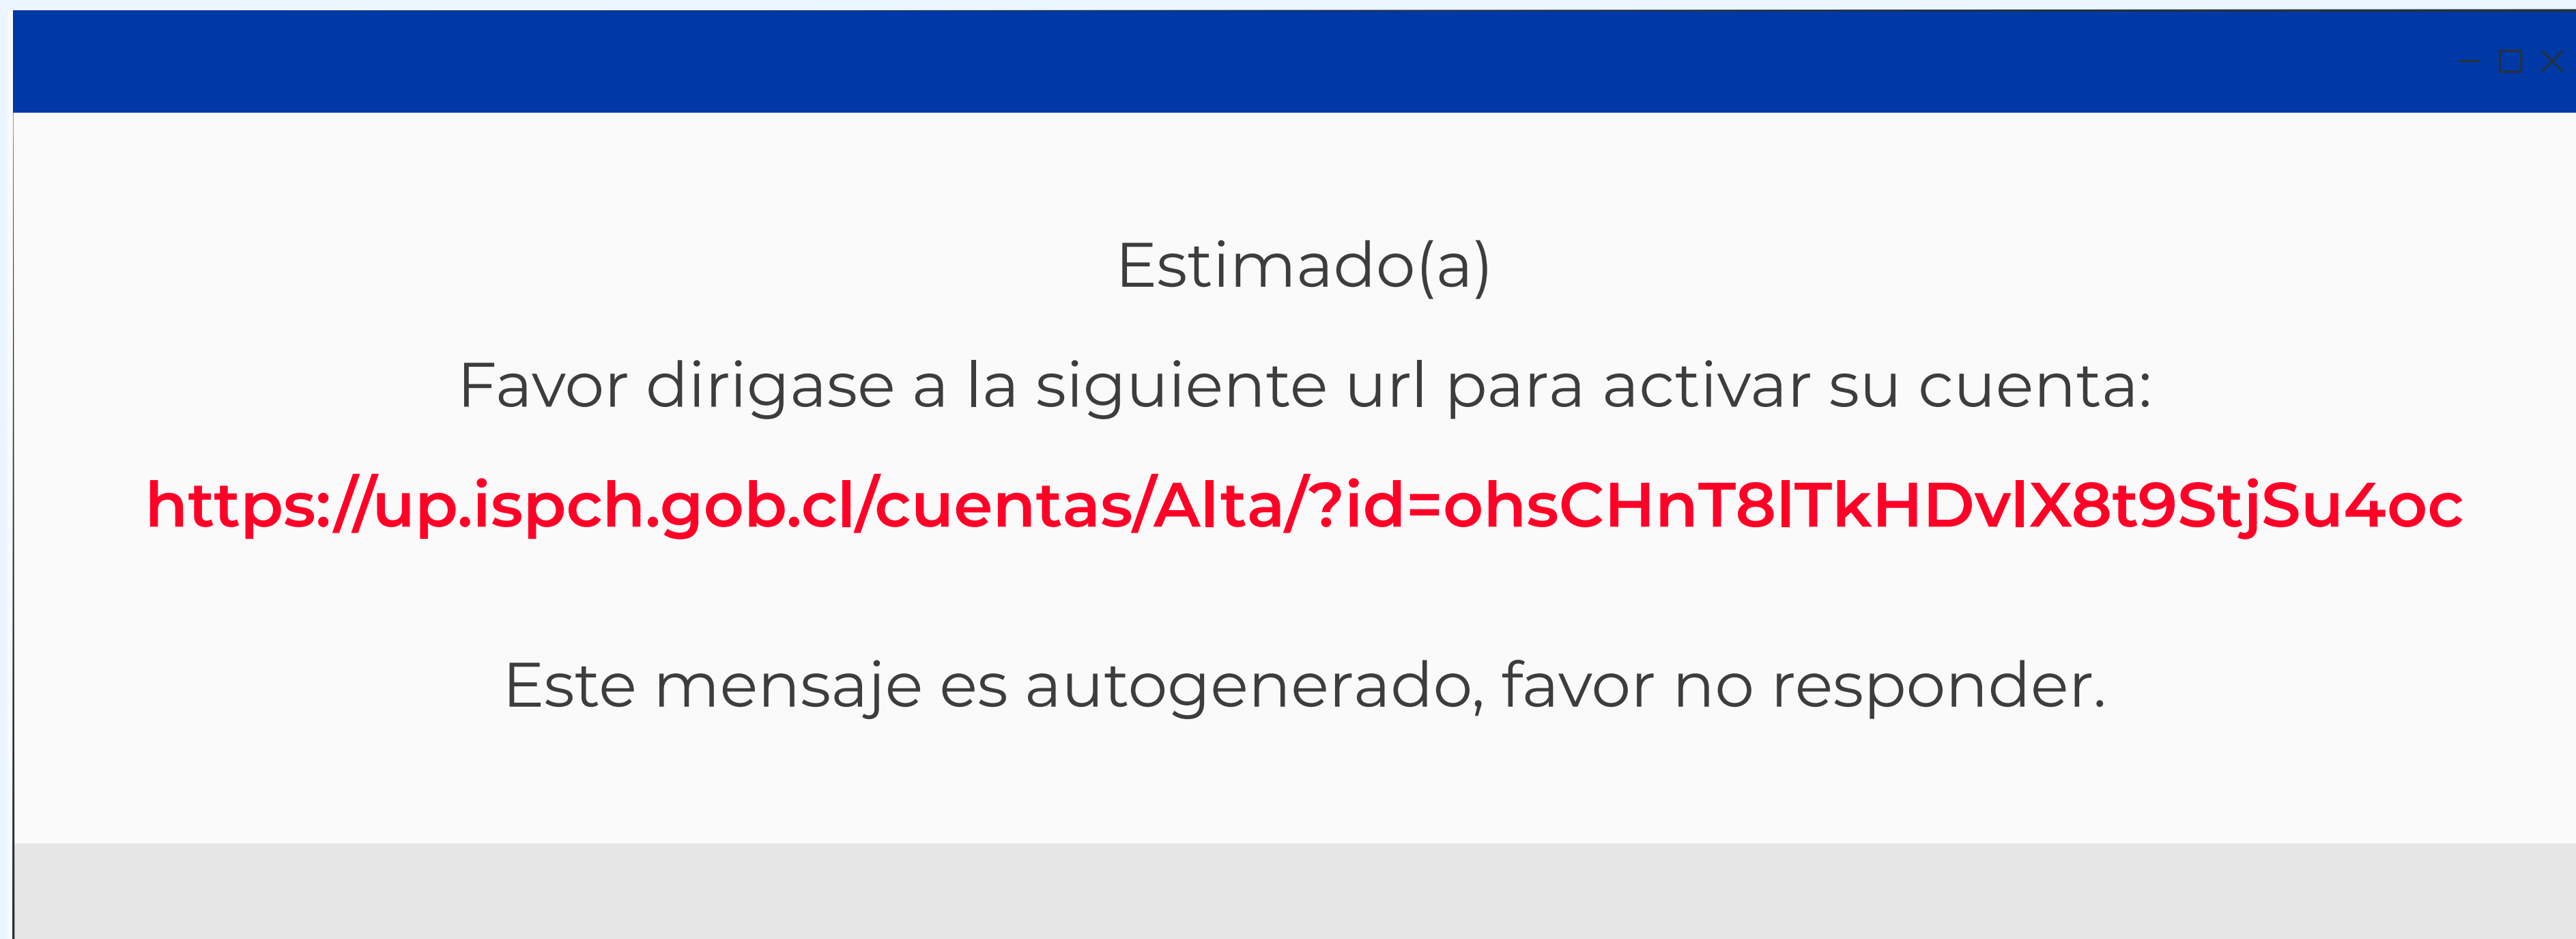 Estimado(a)
Favor dirigase a la siguiente url para activar su cuenta:
https://up.ispch.gob.cl/cuentas/Alta/?id=ohsCHnT8lTkHDvlX8t9StjSu4oc
Este mensaje es autogenerado, favor no responder.